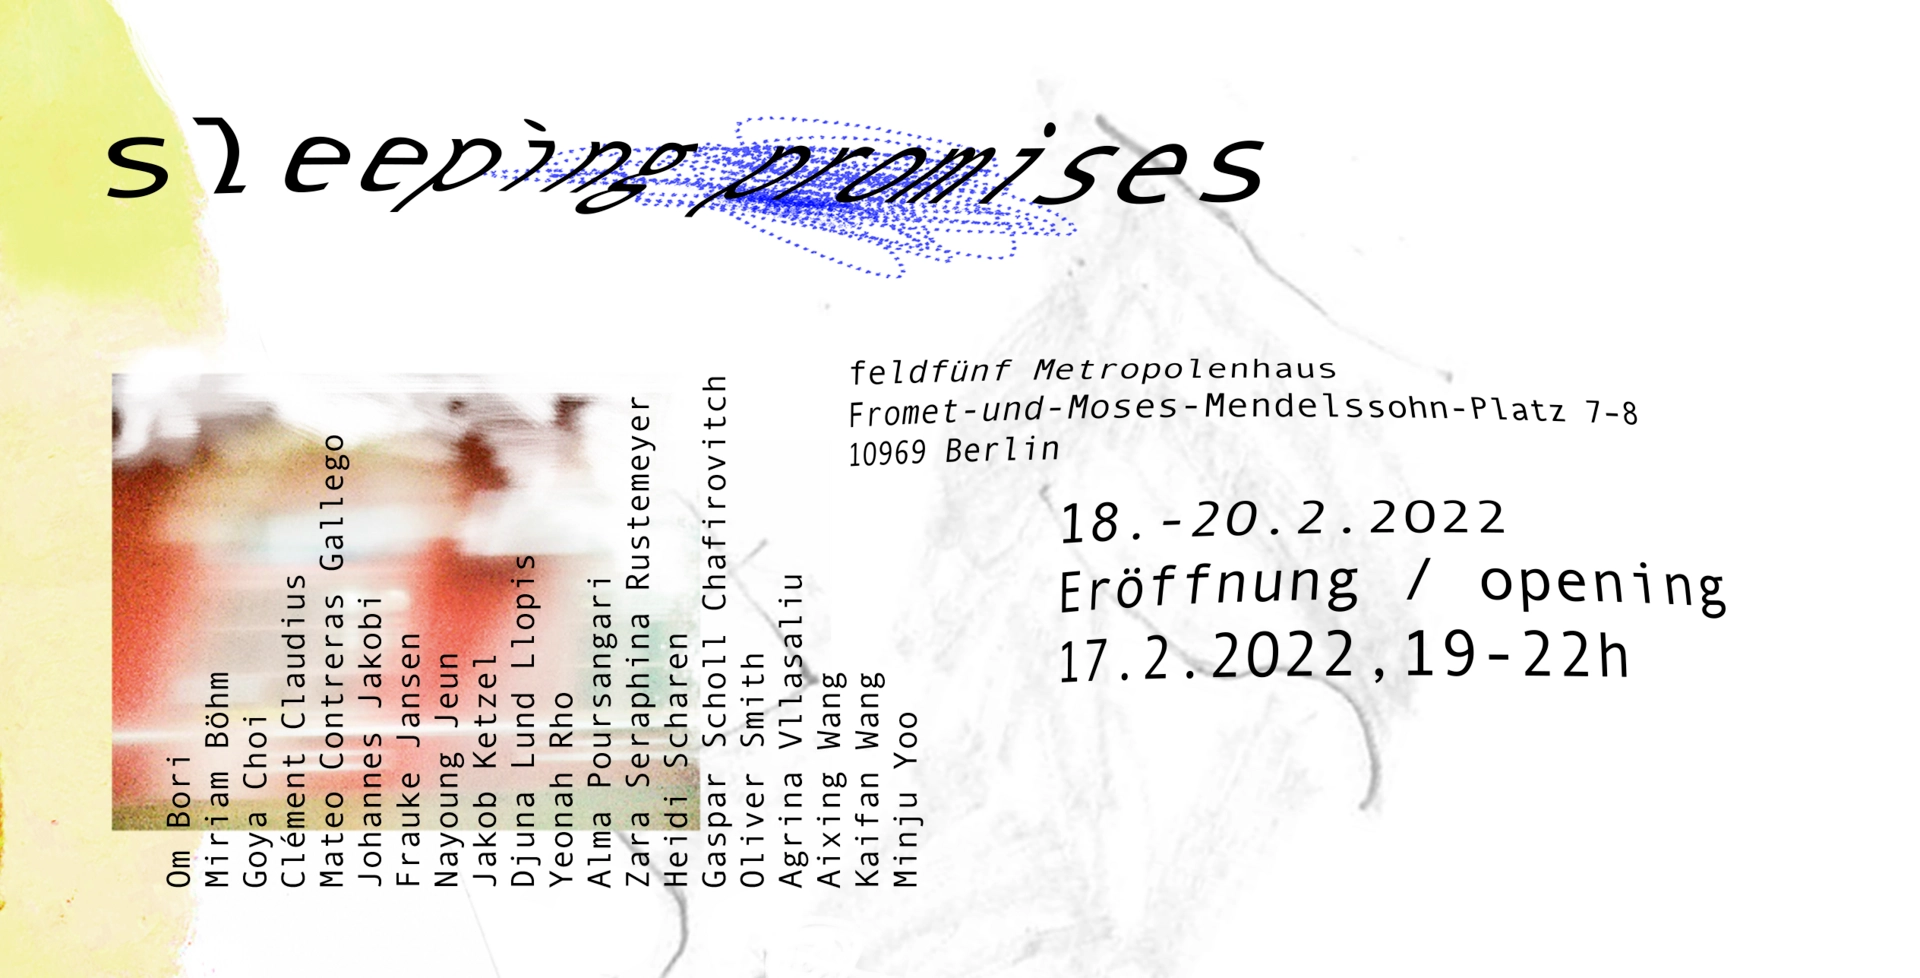 sleeping promises
feldfünf Metropolenhaus
Fromet-und-Moses-Mendelssohn-Platz 7-8
10969 Berlin
18.-20.2.2022
Eröffnung / opening
17.2.2022,19-22h
Om Bori
Miriam Böhm
Goya Choi
Clément Claudius
Mateo Contreras Gallego
Johannes Jakobi
Frauke Jansen
Nayoung Jeun
Jakob Ketzel
Djuna Lund Llopis
Yeonah Rho
Alma Poursangari
Zara Seraphina Rustemeyer
Heidi Scharen
Gaspar Scholl Chafirovitch
Oliver Smith
Agrina Vllasaliu
Aixing Wang
Kaifan Wang
Minju Yoo